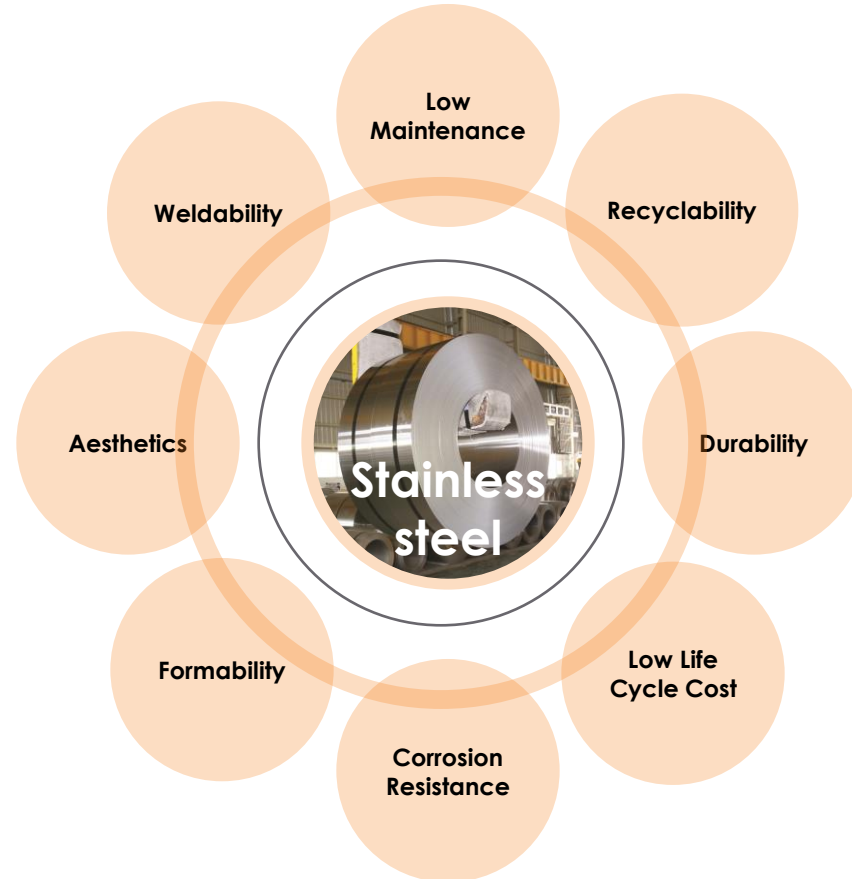 Low
Maintenance
Recyclability
Durability
Low Life
Cycle Cost
Corrosion
Resistance
Formability
Aesthetics
Weldability
Stainless
steel